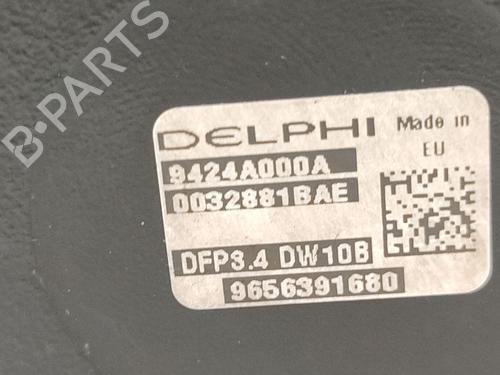 B-PARTS
DELPHI
Made in
EU
9424A000A
0032881BAE
DFP3.4 DW10B
9656391680